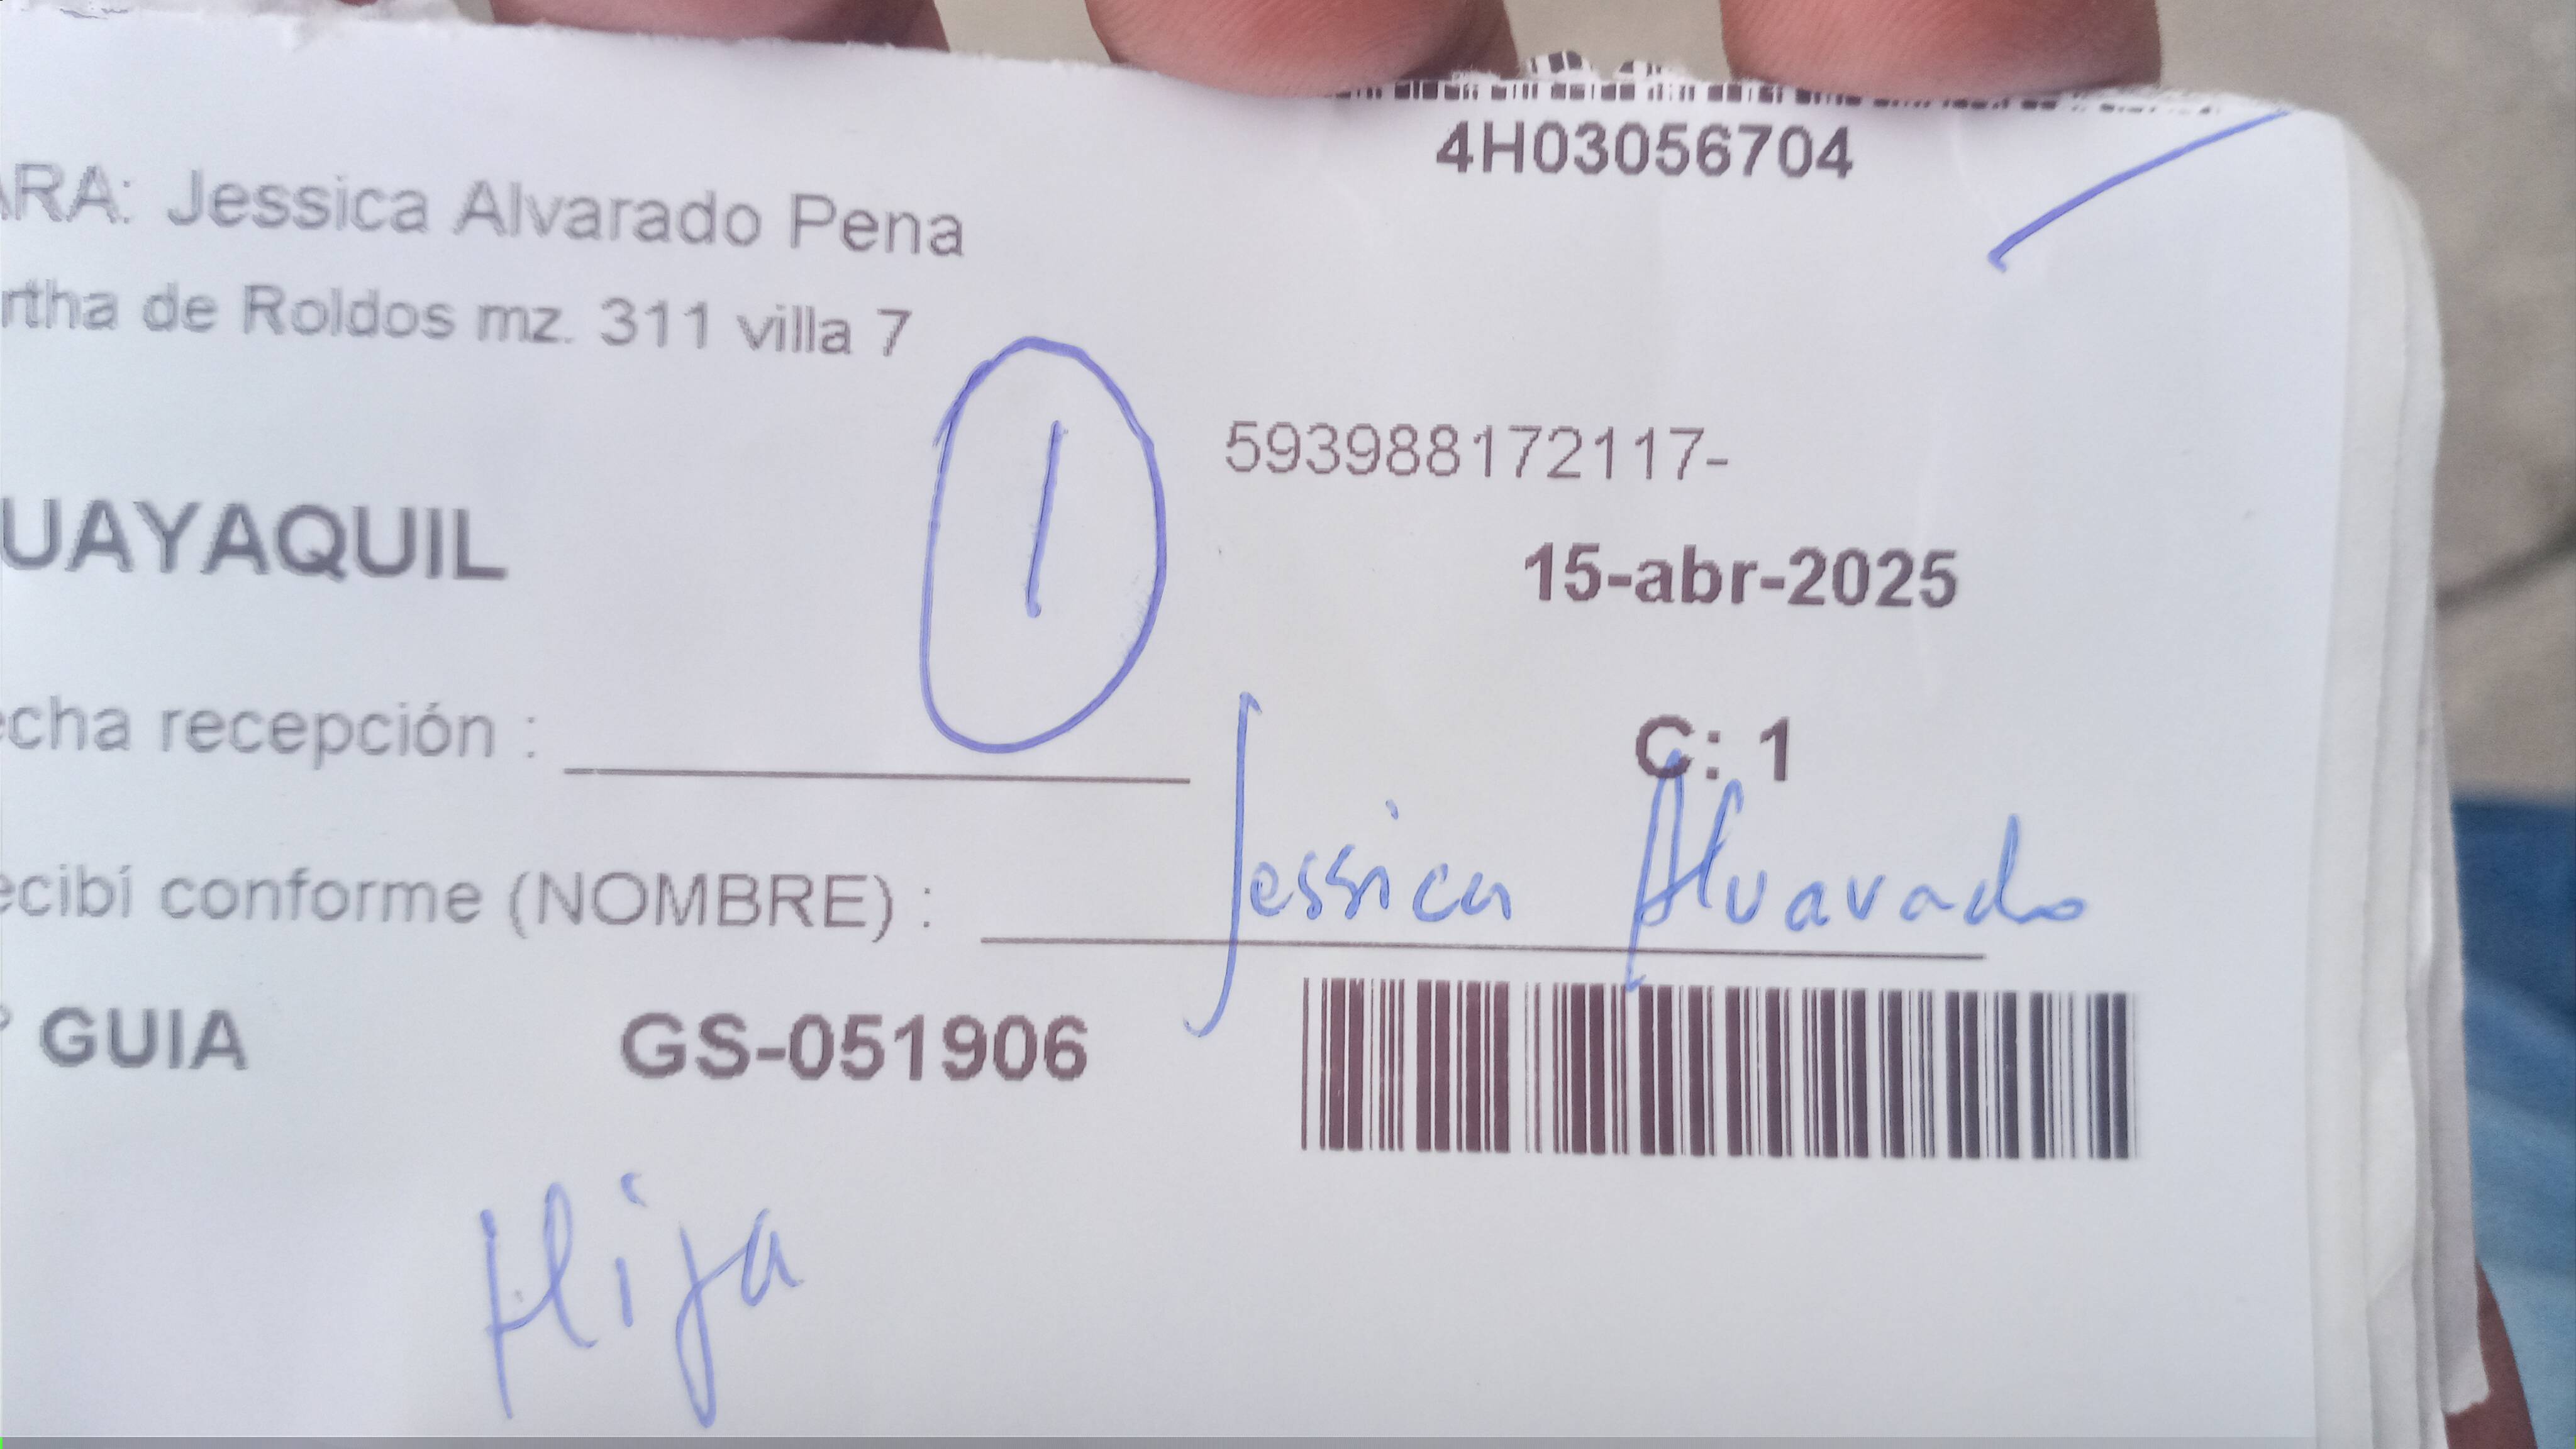 4H03056704
ARA: Jessica Alvarado Pena
rtha de Roldos mz. 311 villa 7
1
593988172117-
UAYAQUIL
15-abr-2025
echa recepción :
C: 1
ecibí conforme (NOMBRE) : Jessica Alvarado
° GUIA GS-051906
Hija